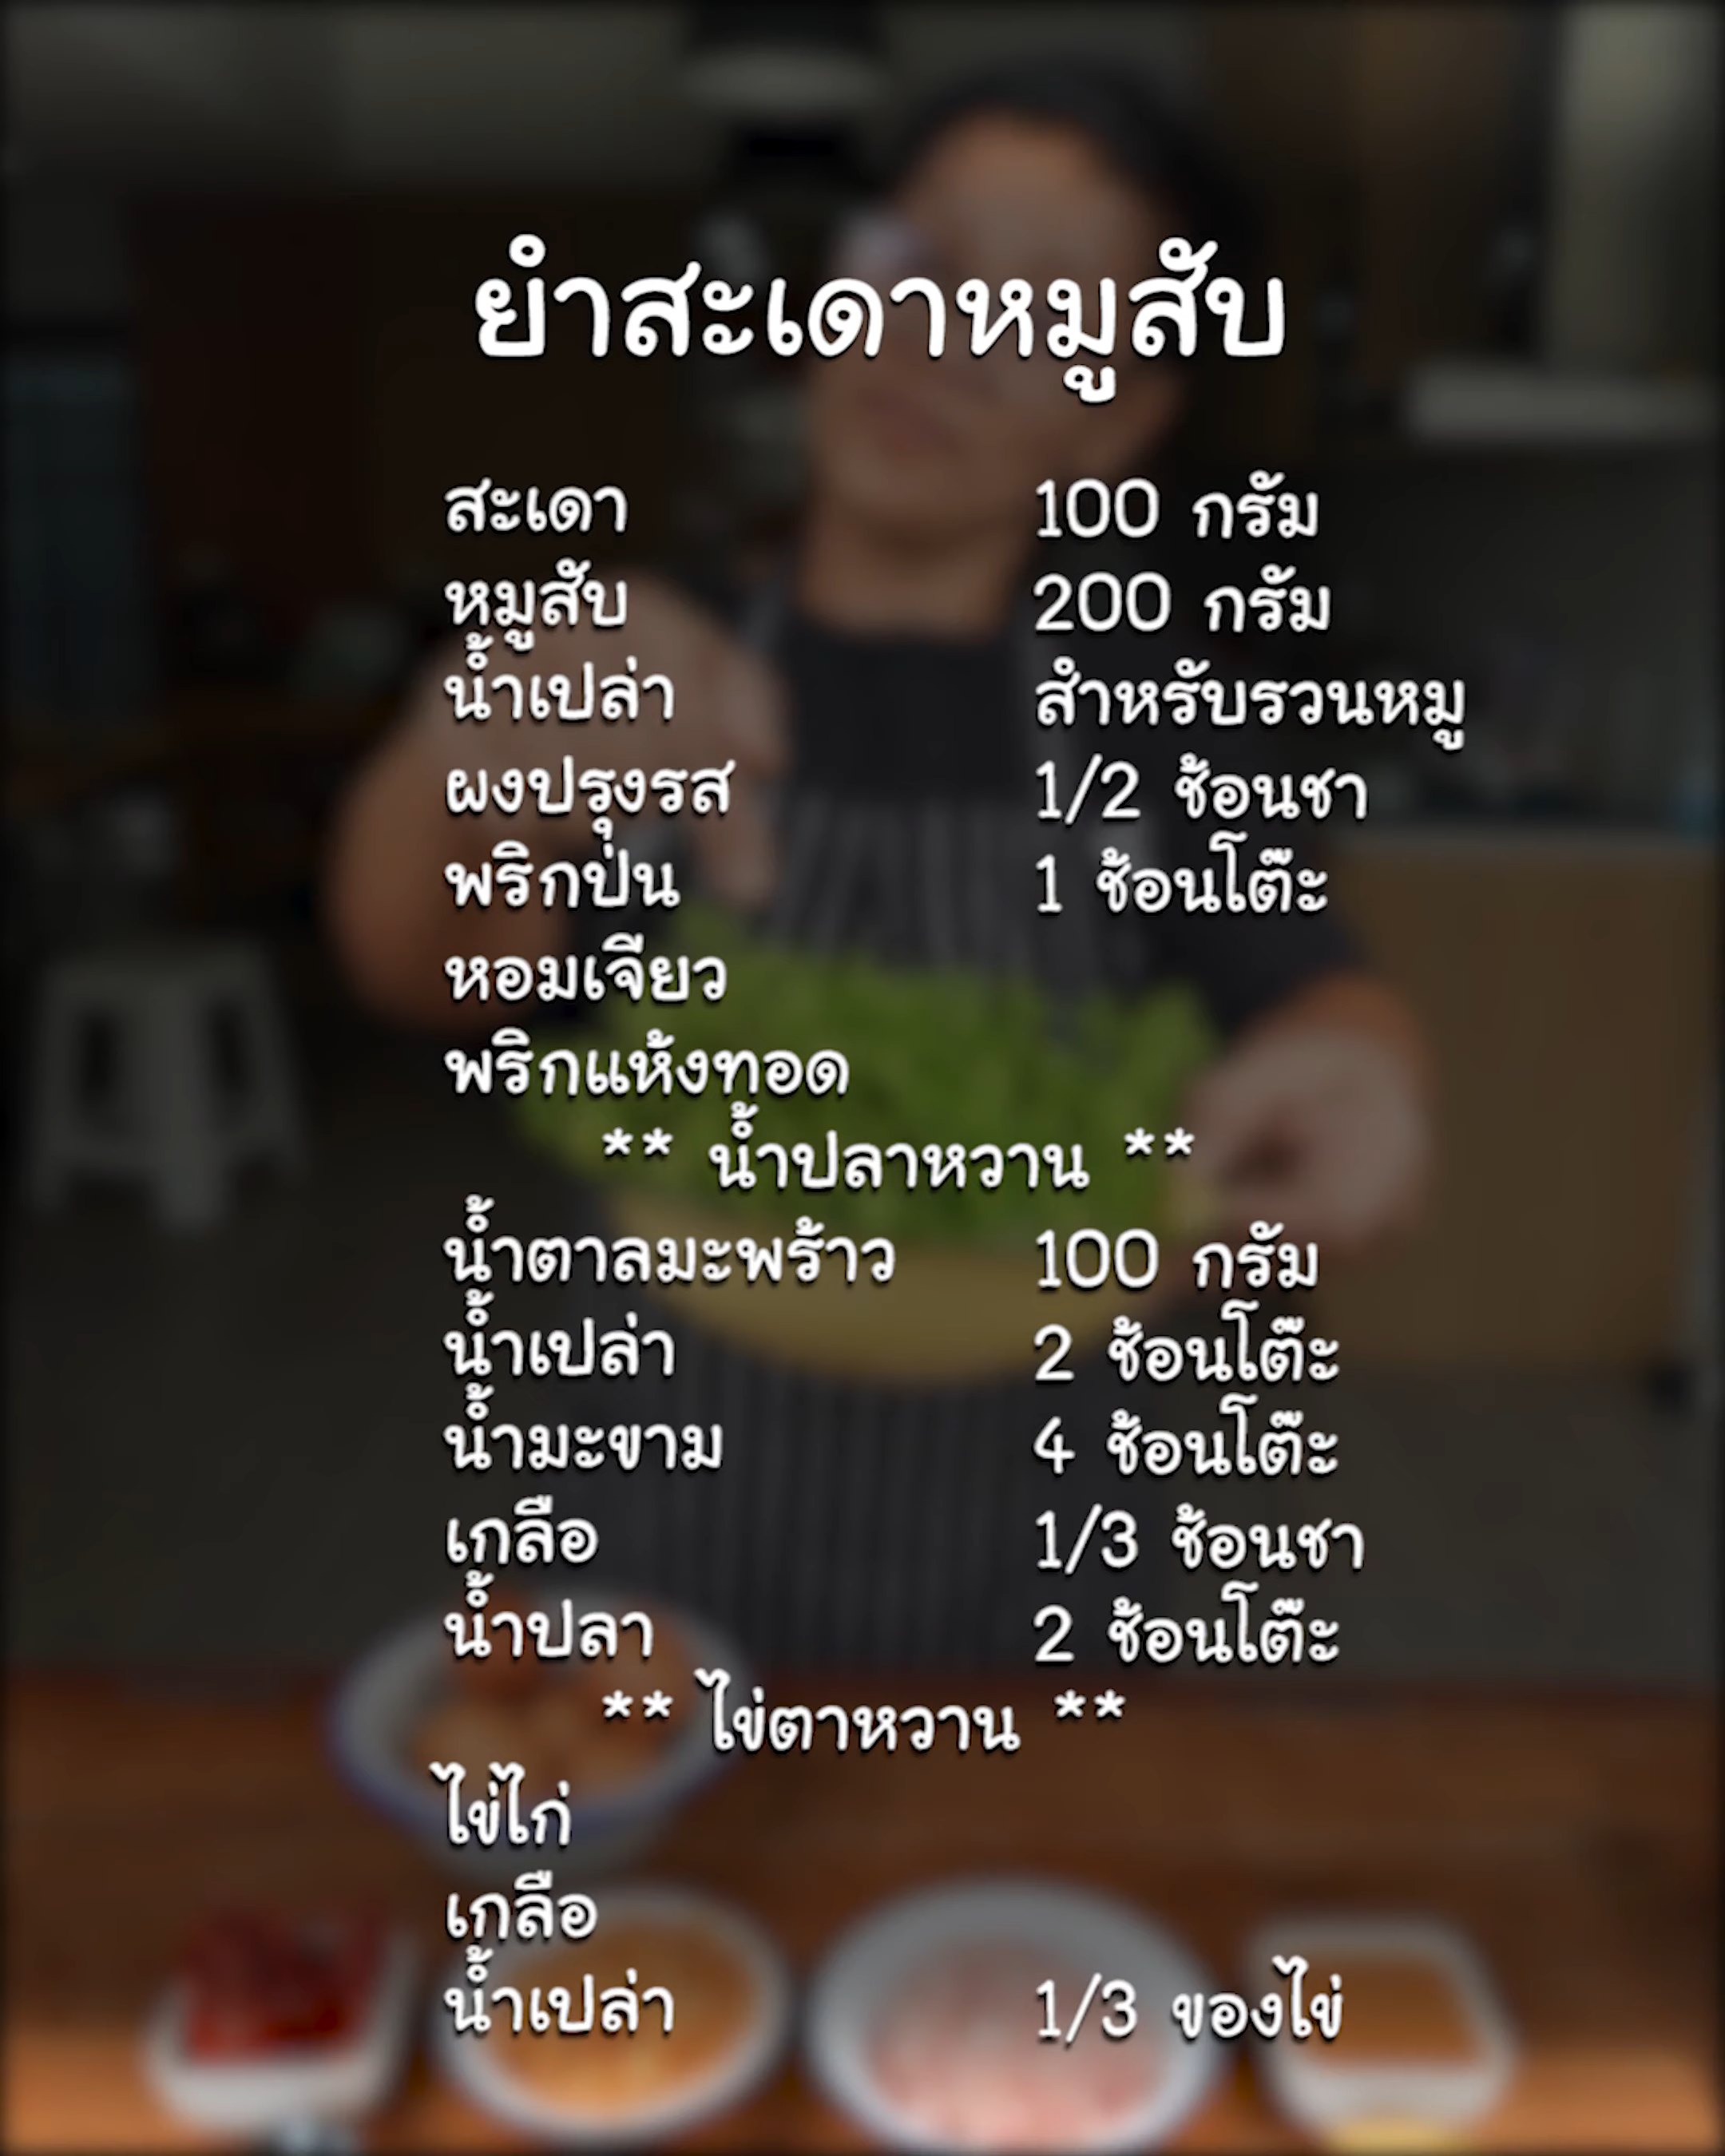 ยำสะเดาหมูสับ
สะเดา 100 กรัม
หมูสับ 200 กรัม
น้ำเปล่า สำหรับรวนหมู
ผงปรุงรส 1/2 ช้อนชา
พริกป่น 1 ช้อนโต๊ะ
หอมเจียว
พริกแห้งทอด
** น้ำปลาหวาน **
น้ำตาลมะพร้าว 100 กรัม
น้ำเปล่า 2 ช้อนโต๊ะ
น้ำมะขาม 4 ช้อนโต๊ะ
เกลือ 1/3 ช้อนชา
น้ำปลา 2 ช้อนโต๊ะ
** ไข่ตาหวาน **
ไข่ไก่
เกลือ
น้ำเปล่า 1/3 ของไข่